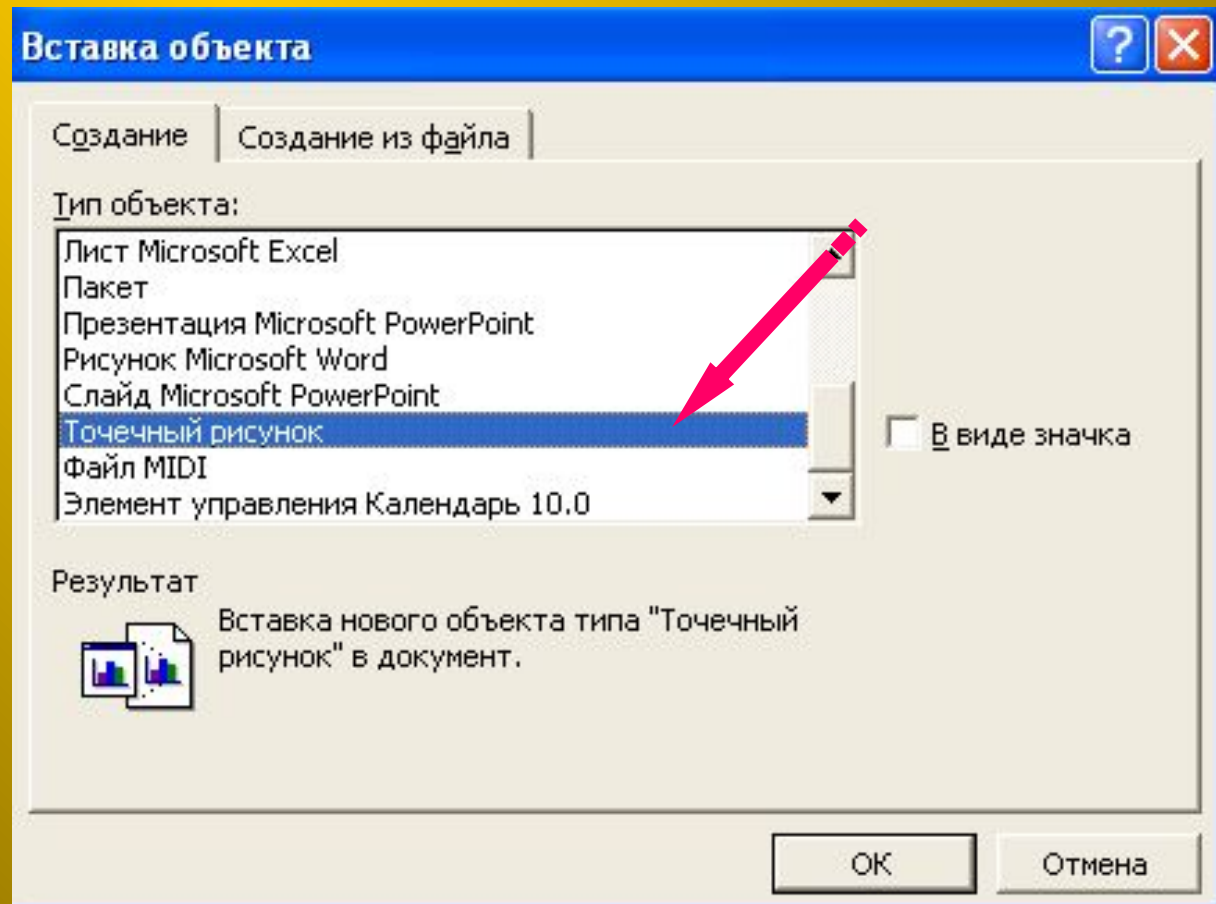 Вставка объекта
Создание
Создание из файла
Тип объекта:
Лист Microsoft Excel
Пакет
Презентация Microsoft PowerPoint
Рисунок Microsoft Word
Слайд Microsoft PowerPoint
Точечный рисунок
Файл MIDI
Элемент управления Календарь 10.0
В виде значка
Результат
Вставка нового объекта типа "Точечный
рисунок" в документ.
ОК
Отмена